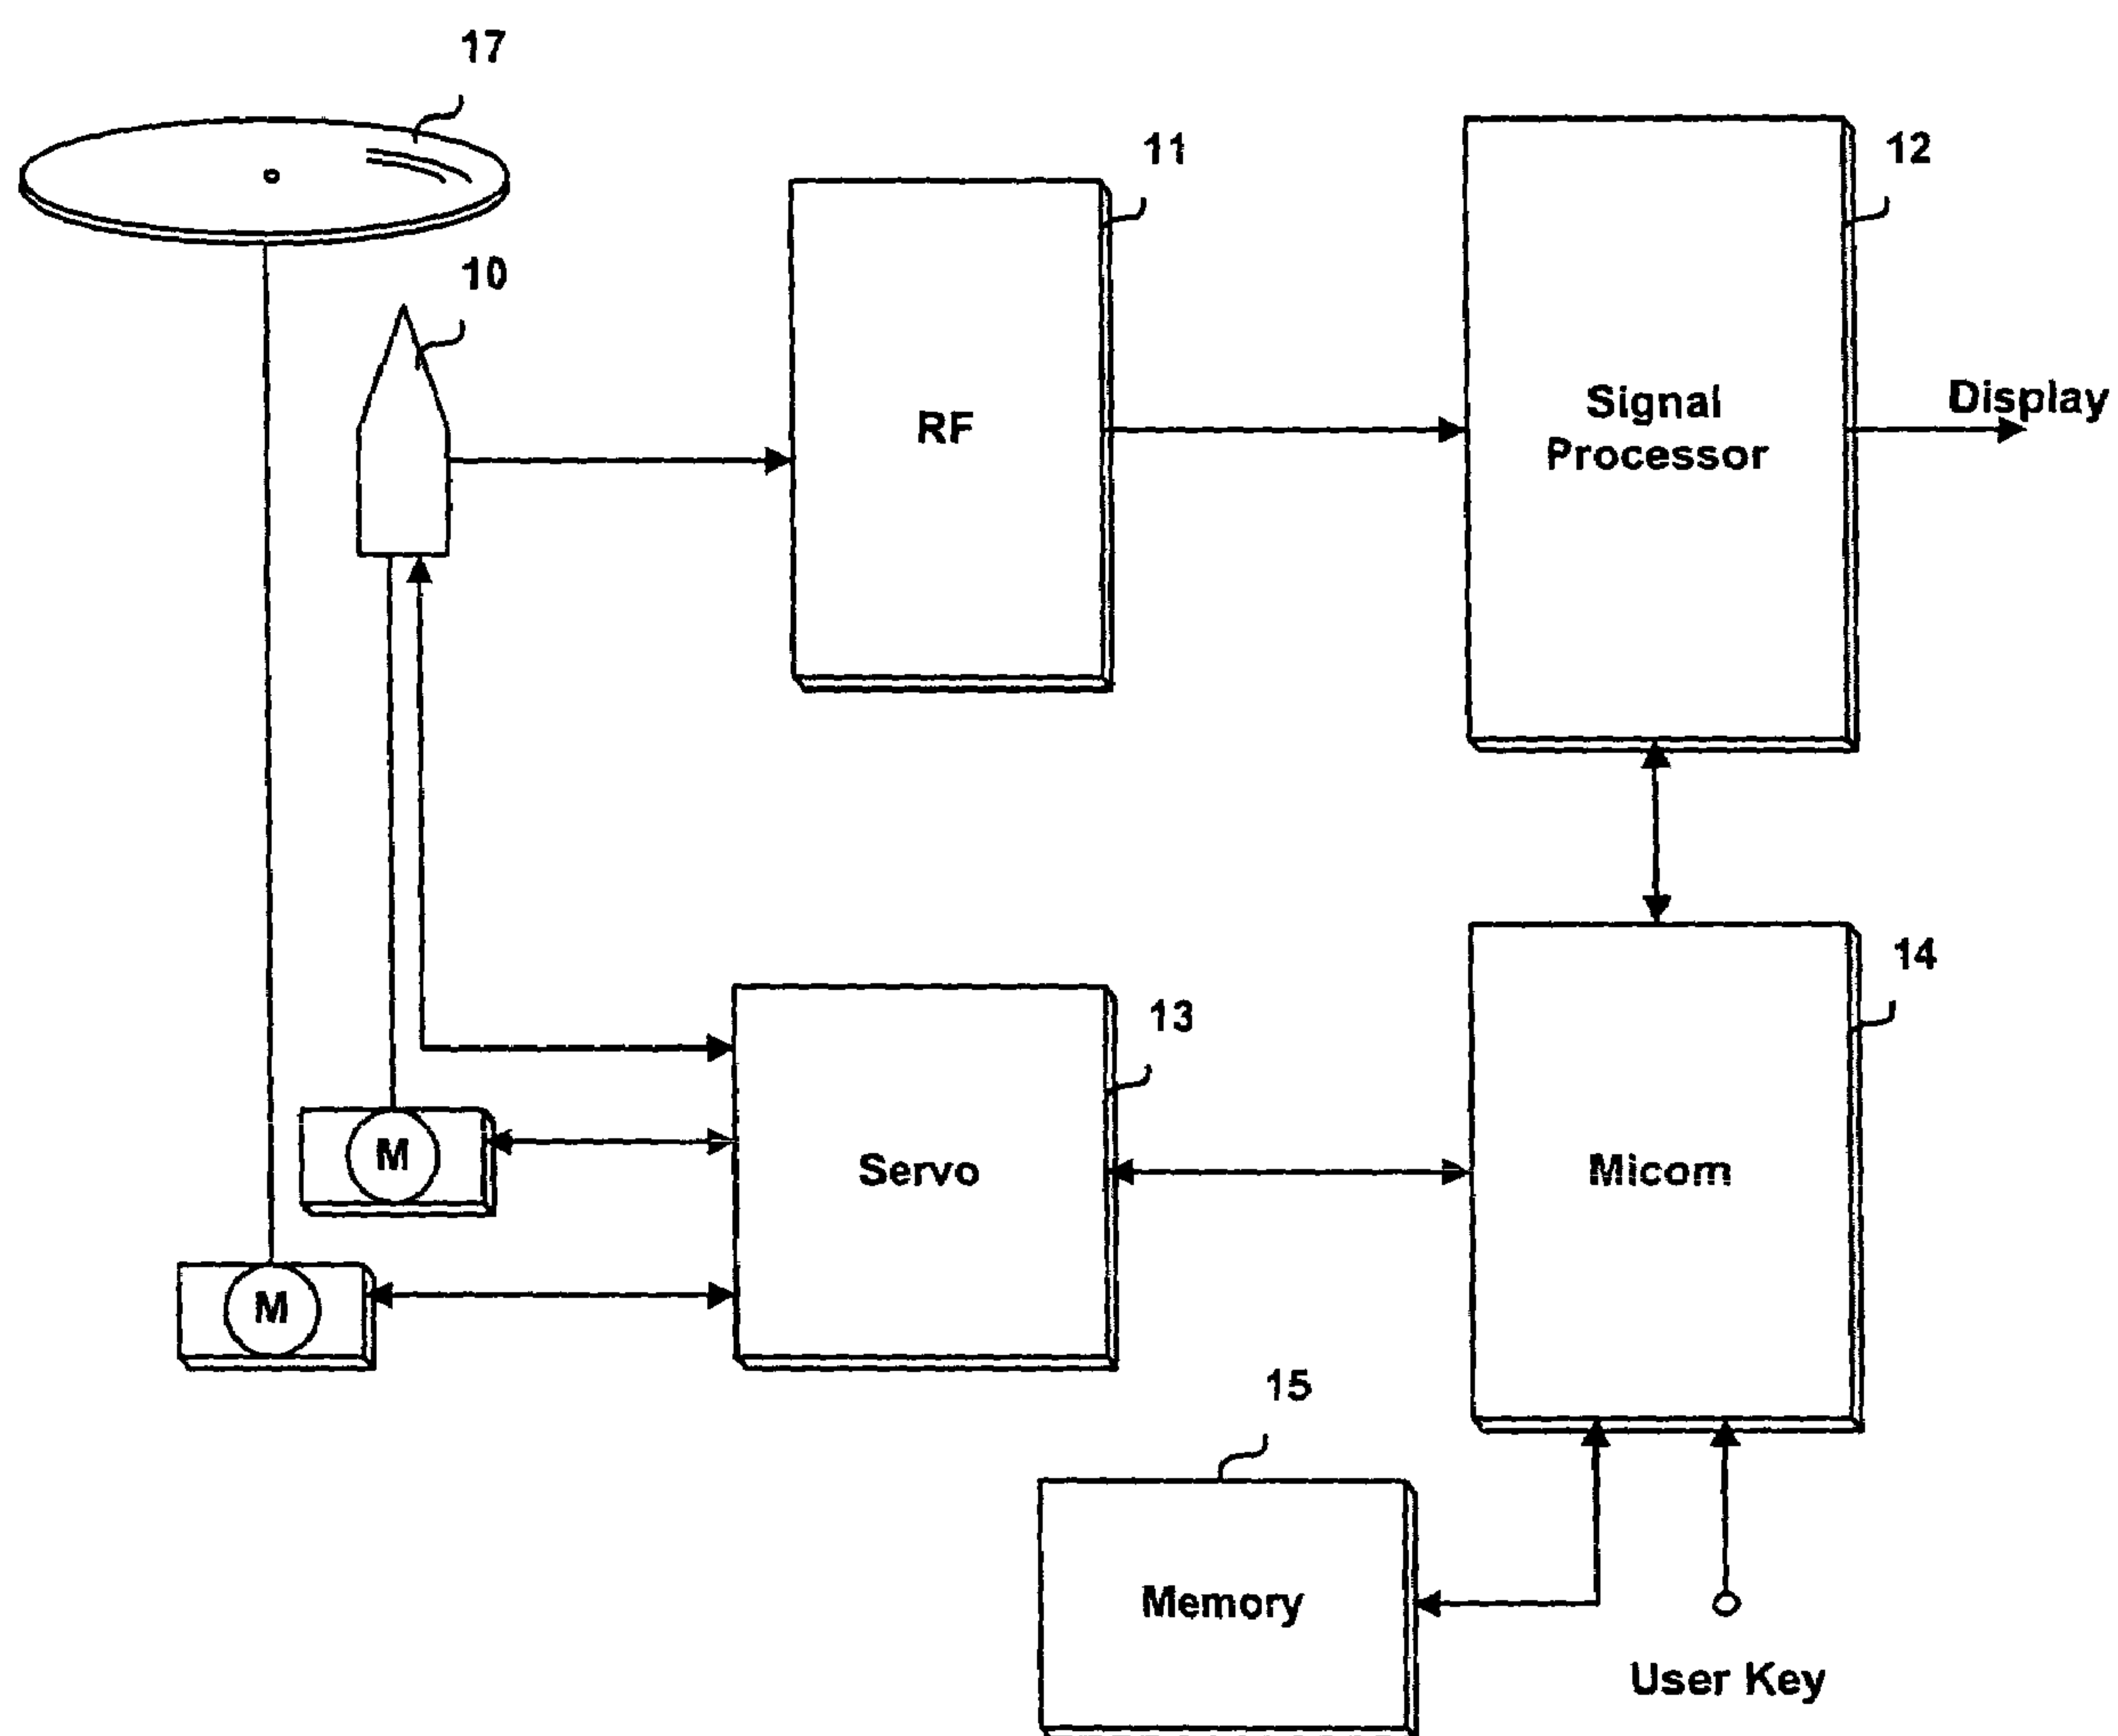 17
11
12
10
RF
Signal
Processor
Display
13
14
M
Servo
Micom
M
15
Memory
User Key